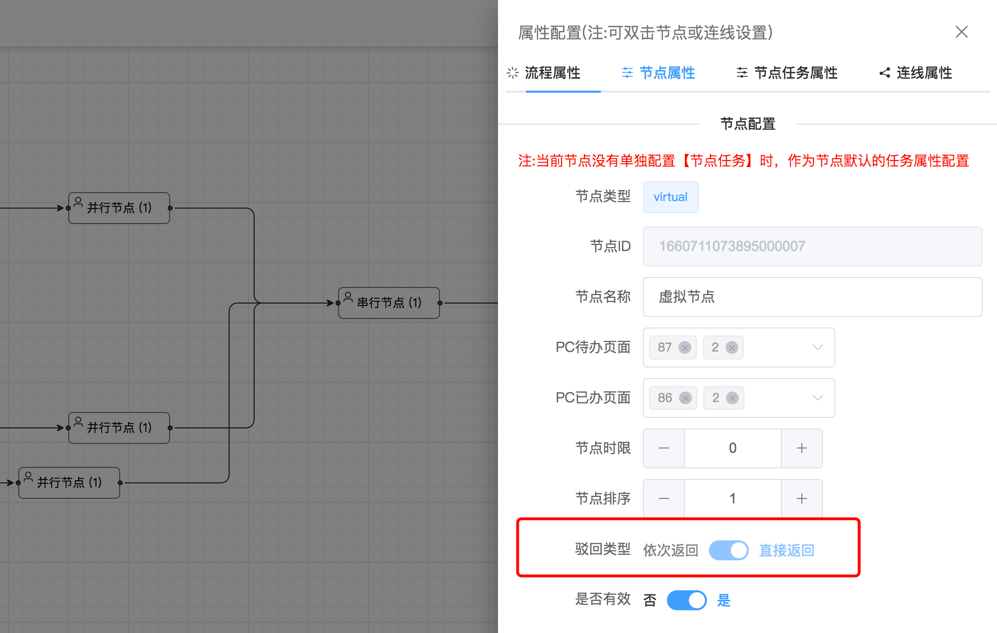 属性配置(注:可双击节点或连线设置)
流程属性 节点属性 节点任务属性 连线属性
节点配置
注:当前节点没有单独配置【节点任务】时，作为节点默认的任务属性配置
节点类型 virtual
节点ID 1660711073895000007
节点名称 虚拟节点
PC待办页面 87 2
PC已办页面 86 2
节点时限 0
节点排序 1
驳回类型 依次返回 直接返回
是否有效 否 是
并行节点 (1)
串行节点 (1)
并行节点 (1)
并行节点 (1)